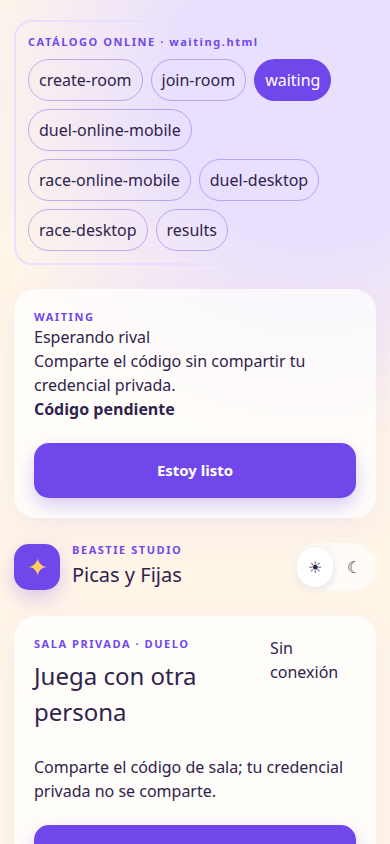 CATÁLOGO ONLINE · waiting.html
create-room join-room waiting
duel-online-mobile
race-online-mobile duel-desktop
race-desktop results
WAITING
Esperando rival
Comparte el código sin compartir tu
credencial privada.
Código pendiente
Estoy listo
BEASTIE STUDIO
Picas y Fijas
SALA PRIVADA · DUELO
Juega con otra
persona
Sin
conexión
Comparte el código de sala; tu credencial
privada no se comparte.